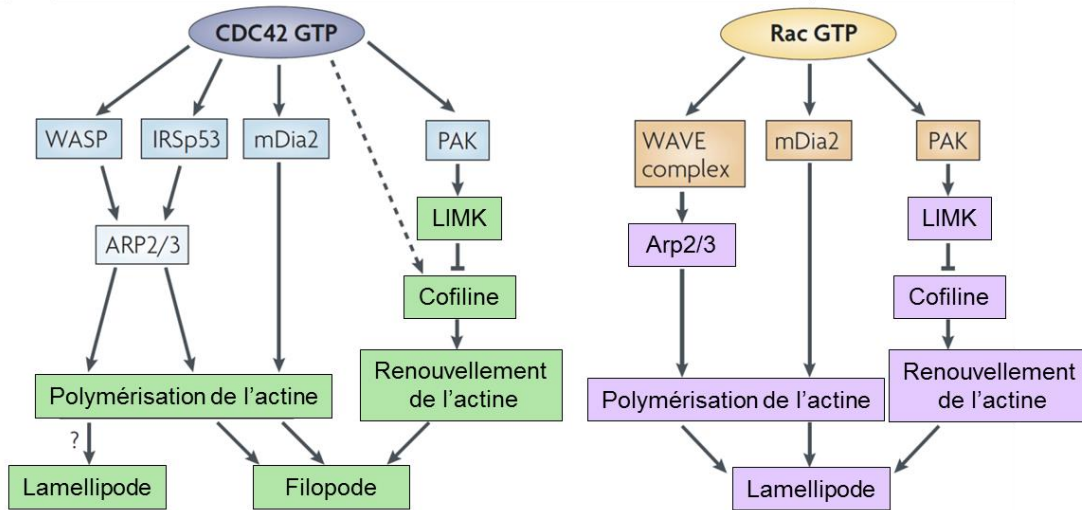 CDC42 GTP
WASP
IRSp53
mDia2
PAK
LIMK
ARP2/3
Cofiline
Renouvellement
de l'actine
Polymérisation de l'actine
?
Lamellipode
Filopode
Rac GTP
WAVE
complex
mDia2
PAK
LIMK
Arp2/3
Cofiline
Renouvellement
de l'actine
Polymérisation de l'actine
Lamellipode